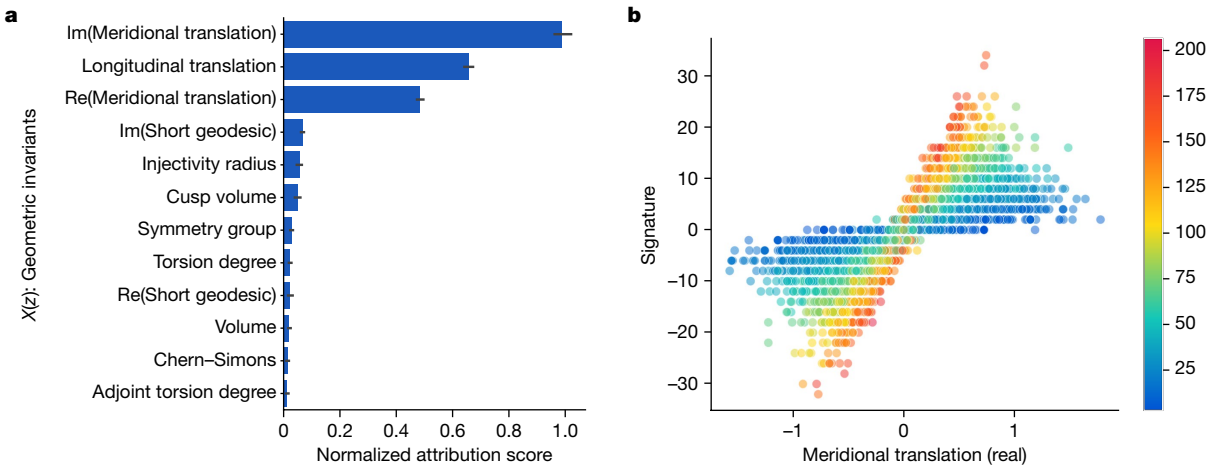 a
X(z): Geometric invariants
Im(Meridional translation)
Longitudinal translation
Re(Meridional translation)
Im(Short geodesic)
Injectivity radius
Cusp volume
Symmetry group
Torsion degree
Re(Short geodesic)
Volume
Chern–Simons
Adjoint torsion degree
0 0.2 0.4 0.6 0.8 1.0
Normalized attribution score
b
Signature
30
20
10
0
−10
−20
−30
−1 0 1
Meridional translation (real)
200
175
150
125
100
75
50
25